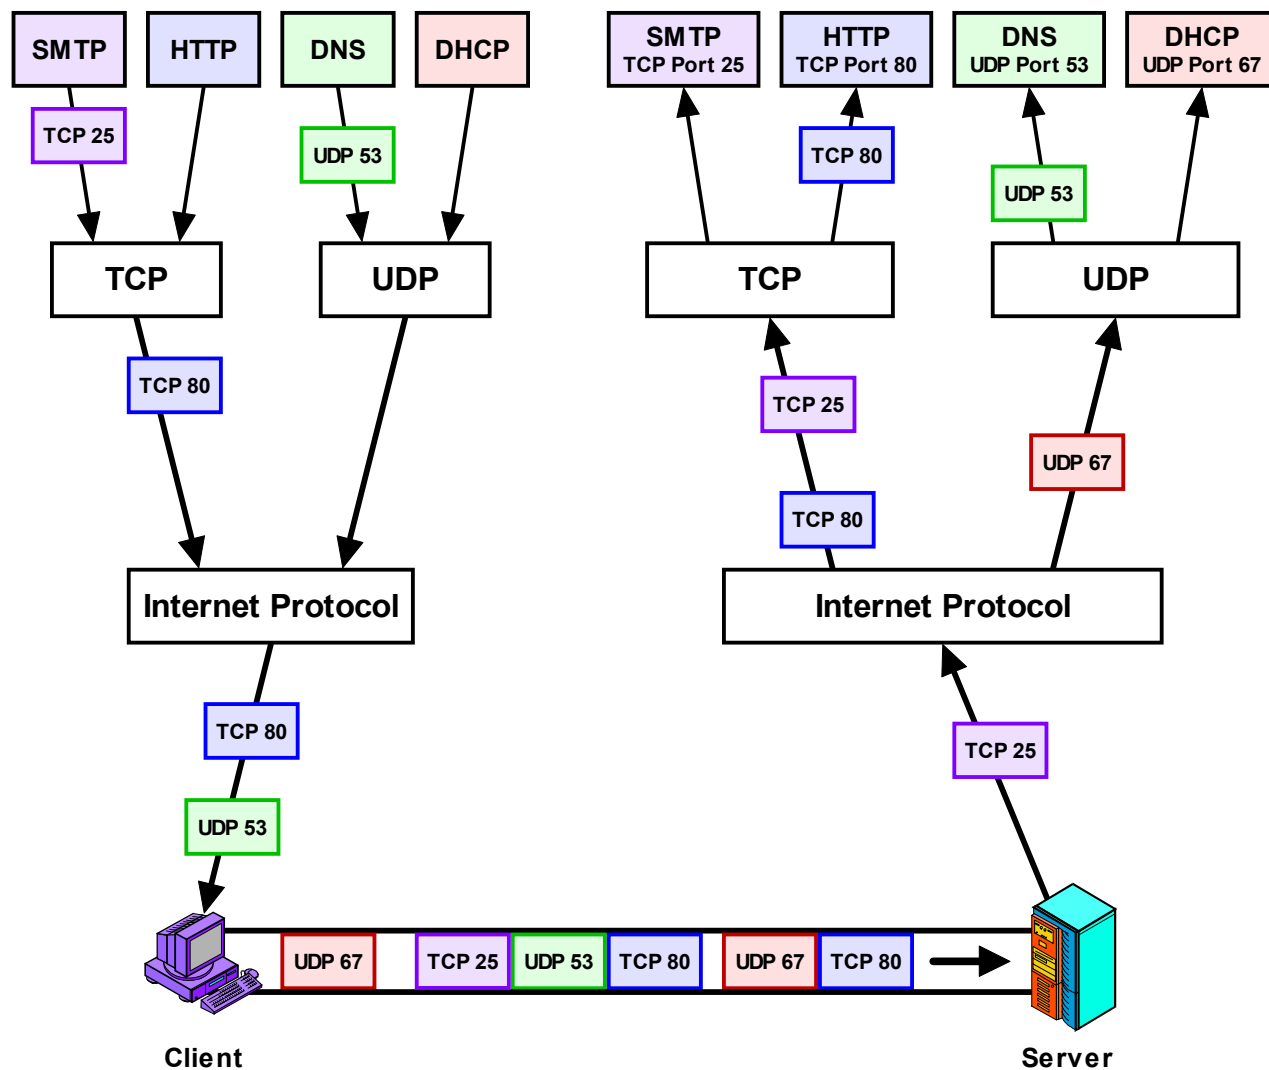 SMTP
HTTP
DNS
DHCP
SMTP
TCP Port 25
HTTP
TCP Port 80
DNS
UDP Port 53
DHCP
UDP Port 67
TCP 25
UDP 53
TCP 80
UDP 53
TCP
UDP
TCP
UDP
TCP 80
TCP 25
UDP 67
TCP 80
Internet Protocol
Internet Protocol
TCP 80
TCP 25
UDP 53
UDP 67
TCP 25
UDP 53
TCP 80
UDP 67
TCP 80
Client
Server